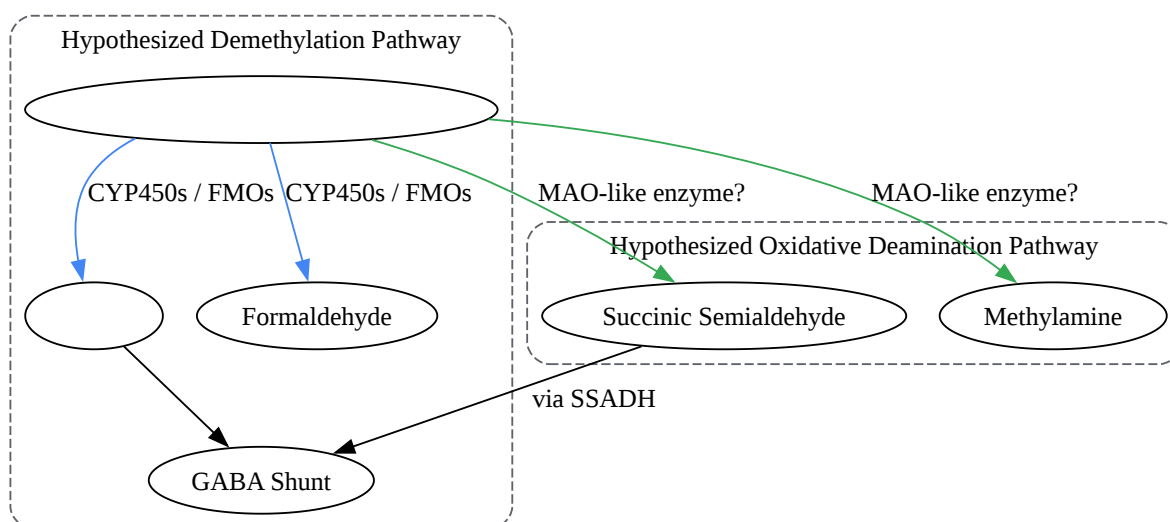 Hypothesized Demethylation Pathway
CYP450s / FMOs
CYP450s / FMOs
MAO-like enzyme?
MAO-like enzyme?
Hypothesized Oxidative Deamination Pathway
Formaldehyde
Succinic Semialdehyde
Methylamine
via SSADH
GABA Shunt